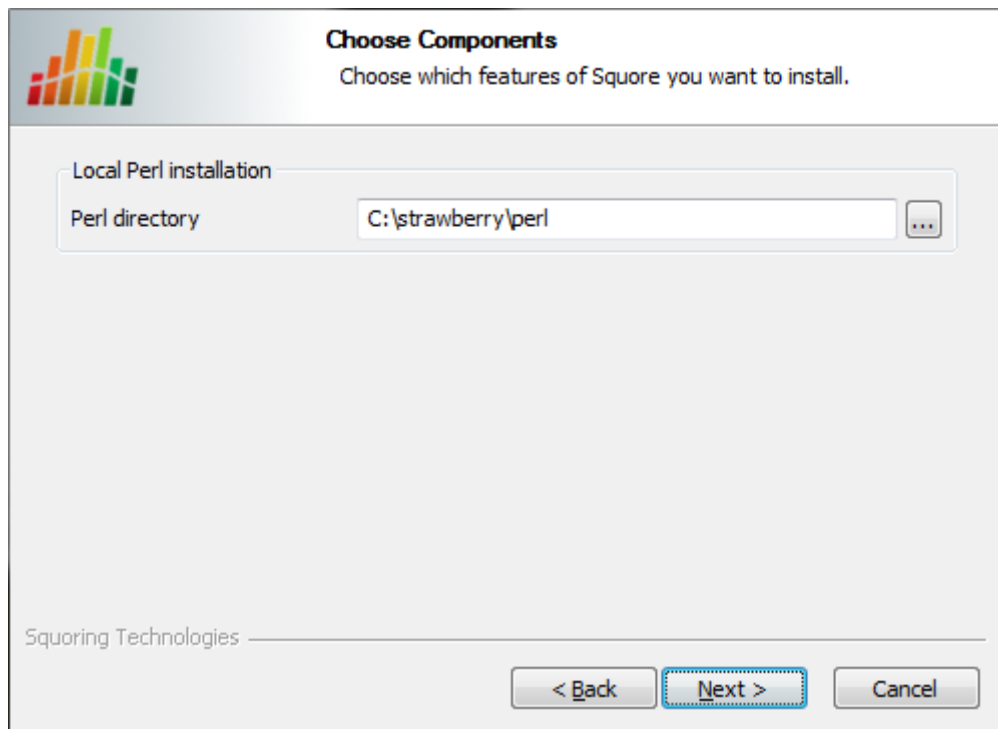 Choose Components
Choose which features of Squore you want to install.
Local Perl installation
Perl directory C:\strawberry\perl ...
Squoring Technologies
< Back Next > Cancel